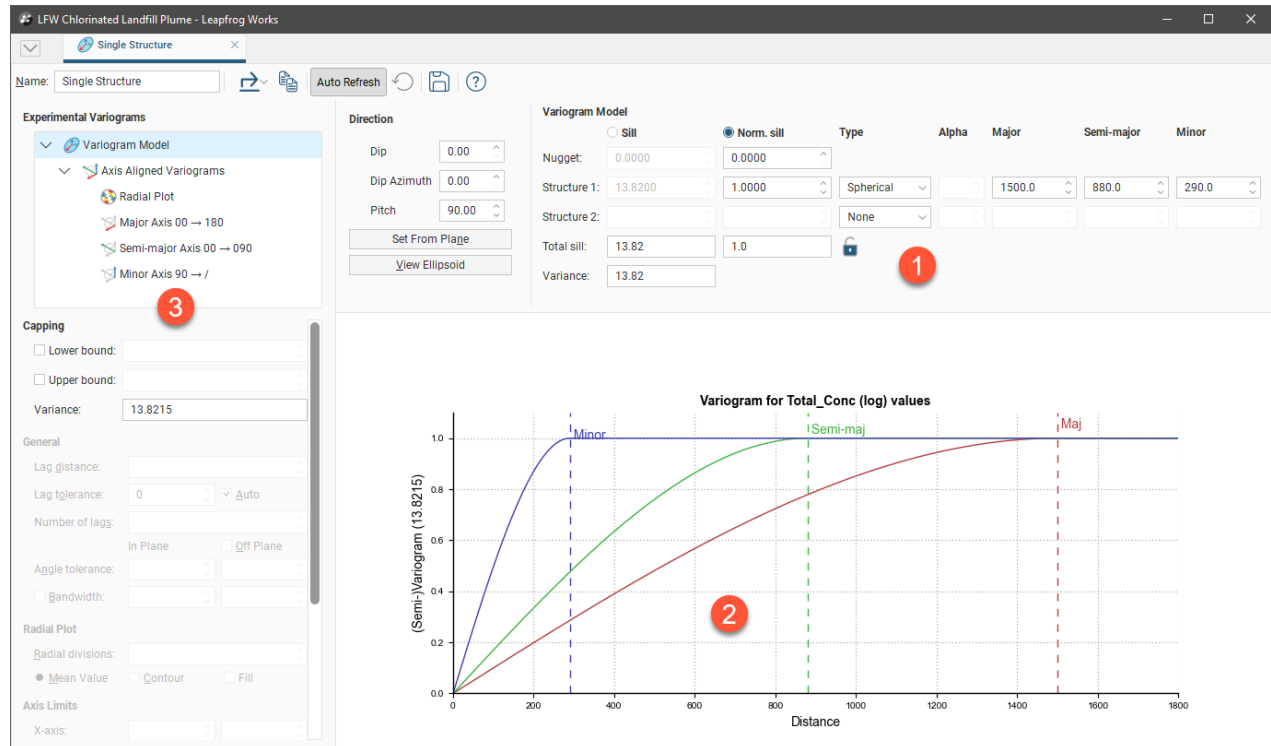 LFW Chlorinated Landfill Plume - Leapfrog Works
Single Structure
Name: Single Structure Auto Refresh
Experimental Variograms
Variogram Model
Axis Aligned Variograms
Radial Plot
Major Axis 00 → 180
Semi-major Axis 00 → 090
Minor Axis 90 → /
3
Capping
Lower bound:
Upper bound:
Variance: 13.8215
General
Lag distance:
Lag tolerance: 0 Auto
Number of lags:
In Plane Off Plane
Angle tolerance:
Bandwidth:
Radial Plot
Radial divisions:
Mean Value Contour Fill
Axis Limits
X-axis:
Direction
Dip 0.00
Dip Azimuth 0.00
Pitch 90.00
Set From Plane
View Ellipsoid
Variogram Model
Sill Norm. sill Type Alpha Major Semi-major Minor
Nugget: 0.0000 0.0000
Structure 1: 13.8200 1.0000 Spherical 1500.0 880.0 290.0
Structure 2: None
Total sill: 13.82 1.0
Variance: 13.82
1
Variogram for Total_Conc (log) values
Minor
Semi-maj
Maj
(Semi-)Variogram (13.8215)
1.0
0.8
0.6
0.4
0.2
0.0
2
0 200 400 600 800 1000 1200 1400 1600 1800
Distance